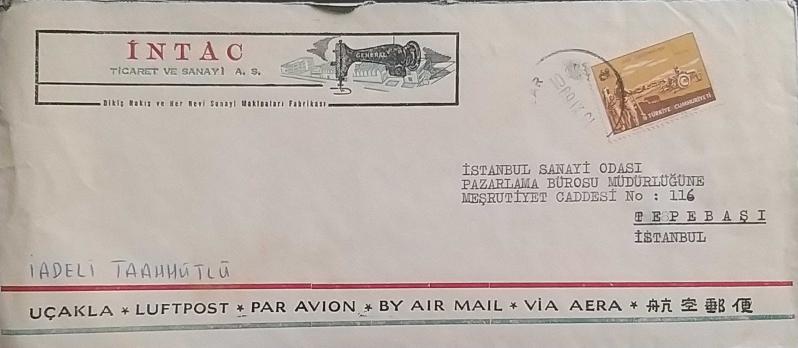 İNTAC
TİCARET VE SANAYİ A. S.
GENERAL
Dikiş Nakış ve Her Nevi Sanayi Makinaları Fabrikası
TÜRKİYE CUMHURİYETİ
İSTANBUL SANAYİ ODASI
PAZARLAMA BÜROSU MÜDÜRLÜĞÜNE
MEŞRUTİYET CADDESİ No : 116
TEPEBAŞI
İSTANBUL
İADELİ TAAHHÜTLÜ
UÇAKLA * LUFTPOST * PAR AVION * BY AIR MAIL * VIA AERA * 航空郵便